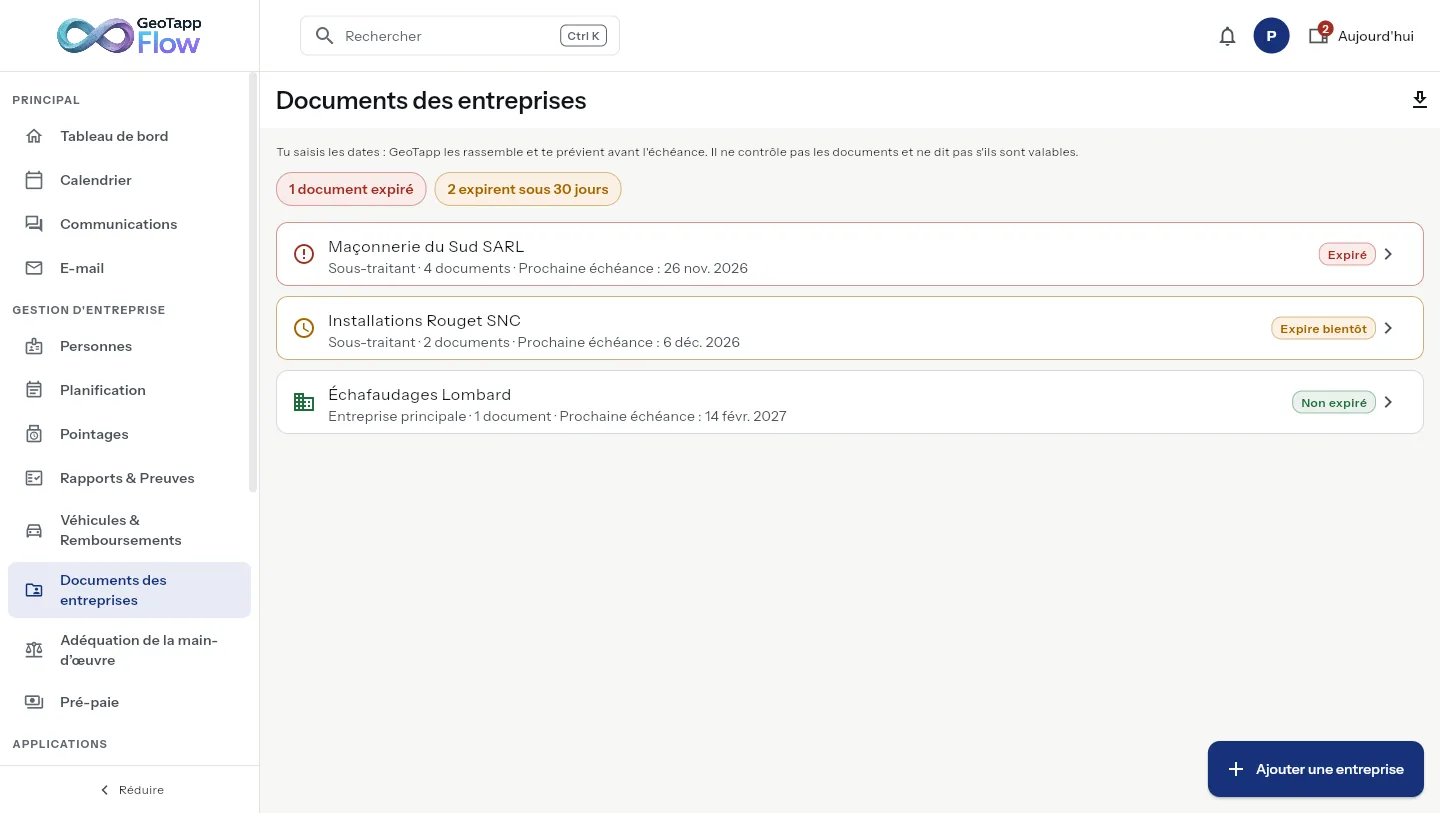 GeoTapp
Flow
Rechercher
Ctrl K
P
2
Aujourd'hui
PRINCIPAL
Tableau de bord
Calendrier
Communications
E-mail
GESTION D'ENTREPRISE
Personnes
Planification
Pointages
Rapports & Preuves
Véhicules &
Remboursements
Documents des
entreprises
Adéquation de la main-
d’œuvre
Pré-paie
APPLICATIONS
Réduire
Documents des entreprises
Tu saisis les dates : GeoTapp les rassemble et te prévient avant l'échéance. Il ne contrôle pas les documents et ne dit pas s'ils sont valables.
1 document expiré
2 expirent sous 30 jours
Maçonnerie du Sud SARL
Sous-traitant · 4 documents · Prochaine échéance : 26 nov. 2026
Expiré
Installations Rouget SNC
Sous-traitant · 2 documents · Prochaine échéance : 6 déc. 2026
Expire bientôt
Échafaudages Lombard
Entreprise principale · 1 document · Prochaine échéance : 14 févr. 2027
Non expiré
Ajouter une entreprise